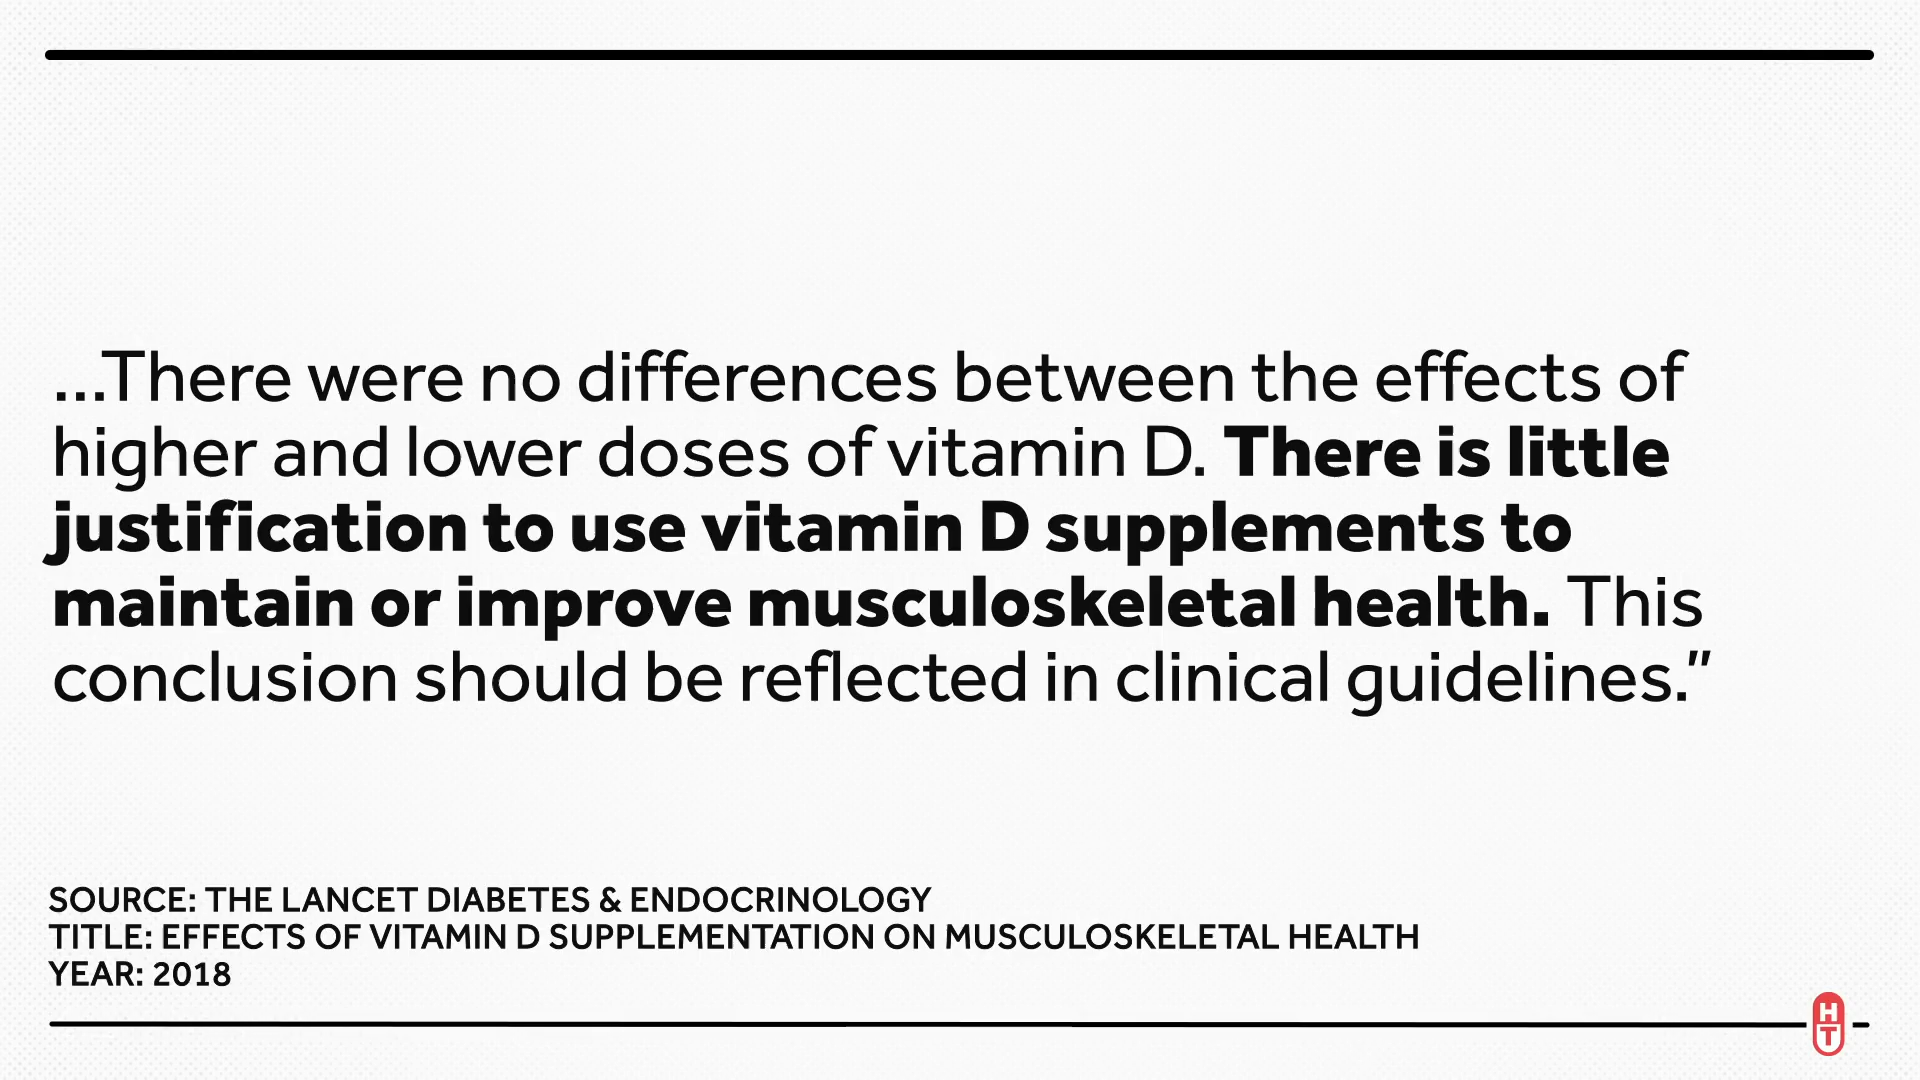 ...There were no differences between the effects of
higher and lower doses of vitamin D. There is little
justification to use vitamin D supplements to
maintain or improve musculoskeletal health. This
conclusion should be reflected in clinical guidelines.”
SOURCE: THE LANCET DIABETES & ENDOCRINOLOGY
TITLE: EFFECTS OF VITAMIN D SUPPLEMENTATION ON MUSCULOSKELETAL HEALTH
YEAR: 2018
H
T